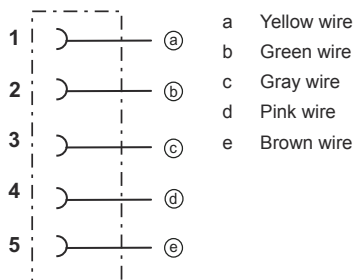 1 ⓐ
2 ⓑ
3 ⓒ
4 ⓓ
5 ⓔ
a Yellow wire
b Green wire
c Gray wire
d Pink wire
e Brown wire